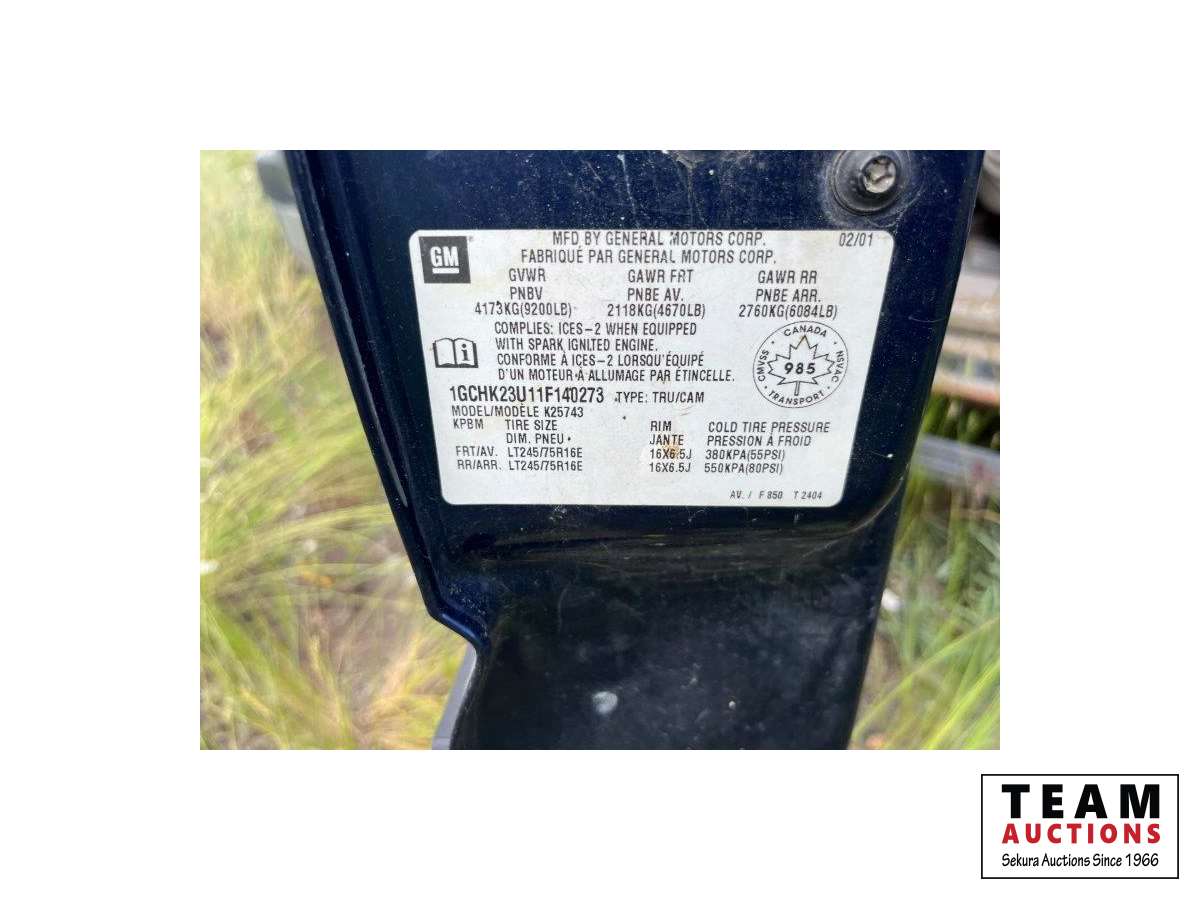 GM
MFD BY GENERAL MOTORS CORP. 02/01
FABRIQUÉ PAR GENERAL MOTORS CORP.
GVWR GAWR FRT GAWR RR
PNBV PNBE AV. PNBE ARR.
4173KG(9200LB) 2118KG(4670LB) 2760KG(6084LB)
COMPLIES: ICES-2 WHEN EQUIPPED
WITH SPARK IGNITED ENGINE.
CONFORME À ICES-2 LORSQU'ÉQUIPÉ
D'UN MOTEUR À ALLUMAGE PAR ÉTINCELLE.
CANADA
CMVSS 985 NSVAC
TRANSPORT
1GCHK23U11F140273 TYPE: TRU/CAM
MODEL/MODÈLE K25743
KPBM TIRE SIZE RIM COLD TIRE PRESSURE
DIM. PNEU JANTE PRESSION À FROID
FRT/AV. LT245/75R16E 16X6.5J 380KPA(55PSI)
RR/ARR. LT245/75R16E 16X6.5J 550KPA(80PSI)
AV. / F 850 T 2404
TEAM
AUCTIONS
Sekura Auctions Since 1966